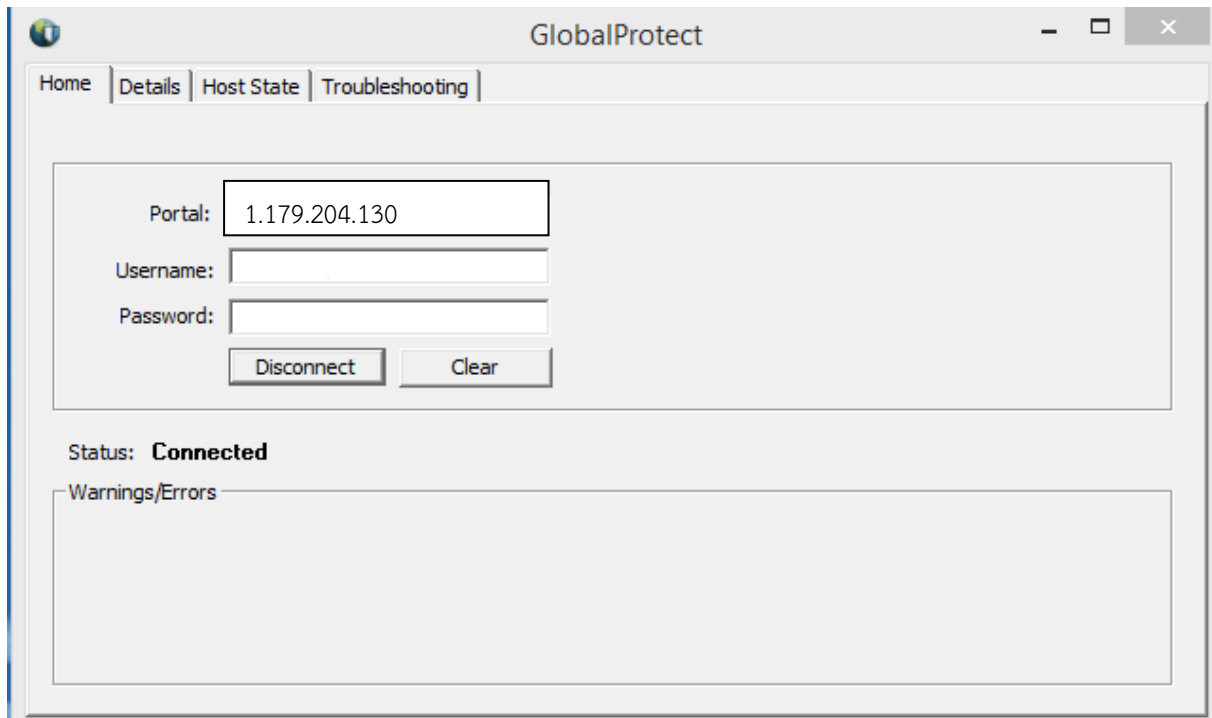 GlobalProtect
Home Details Host State Troubleshooting
Portal: 1.179.204.130
Username:
Password:
Disconnect Clear
Status: Connected
Warnings/Errors